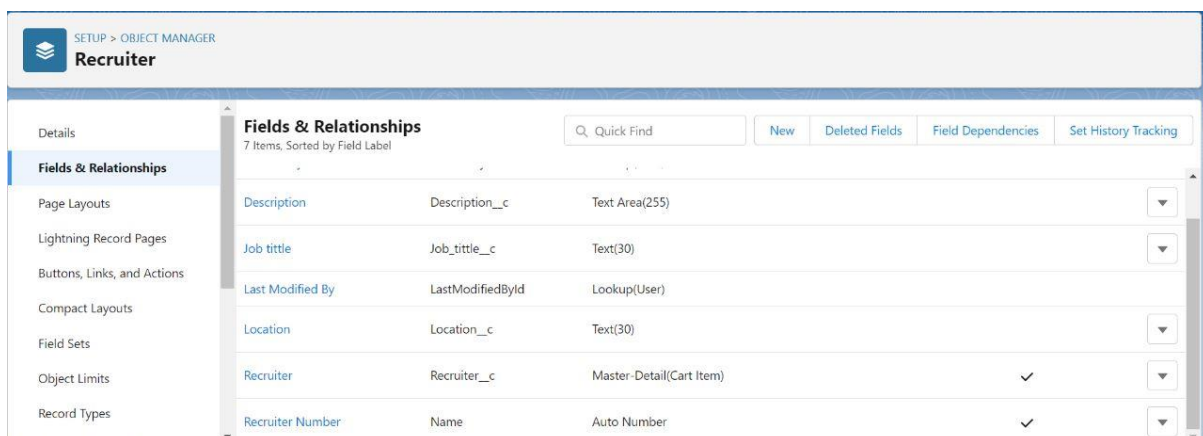 SETUP > OBJECT MANAGER
Recruiter
Details
Fields & Relationships
Page Layouts
Lightning Record Pages
Buttons, Links, and Actions
Compact Layouts
Field Sets
Object Limits
Record Types
Fields & Relationships
7 Items, Sorted by Field Label
Quick Find
New
Deleted Fields
Field Dependencies
Set History Tracking
Description Description__c Text Area(255)
Job tittle Job_tittle__c Text(30)
Last Modified By LastModifiedById Lookup(User)
Location Location__c Text(30)
Recruiter Recruiter__c Master-Detail(Cart Item)
Recruiter Number Name Auto Number